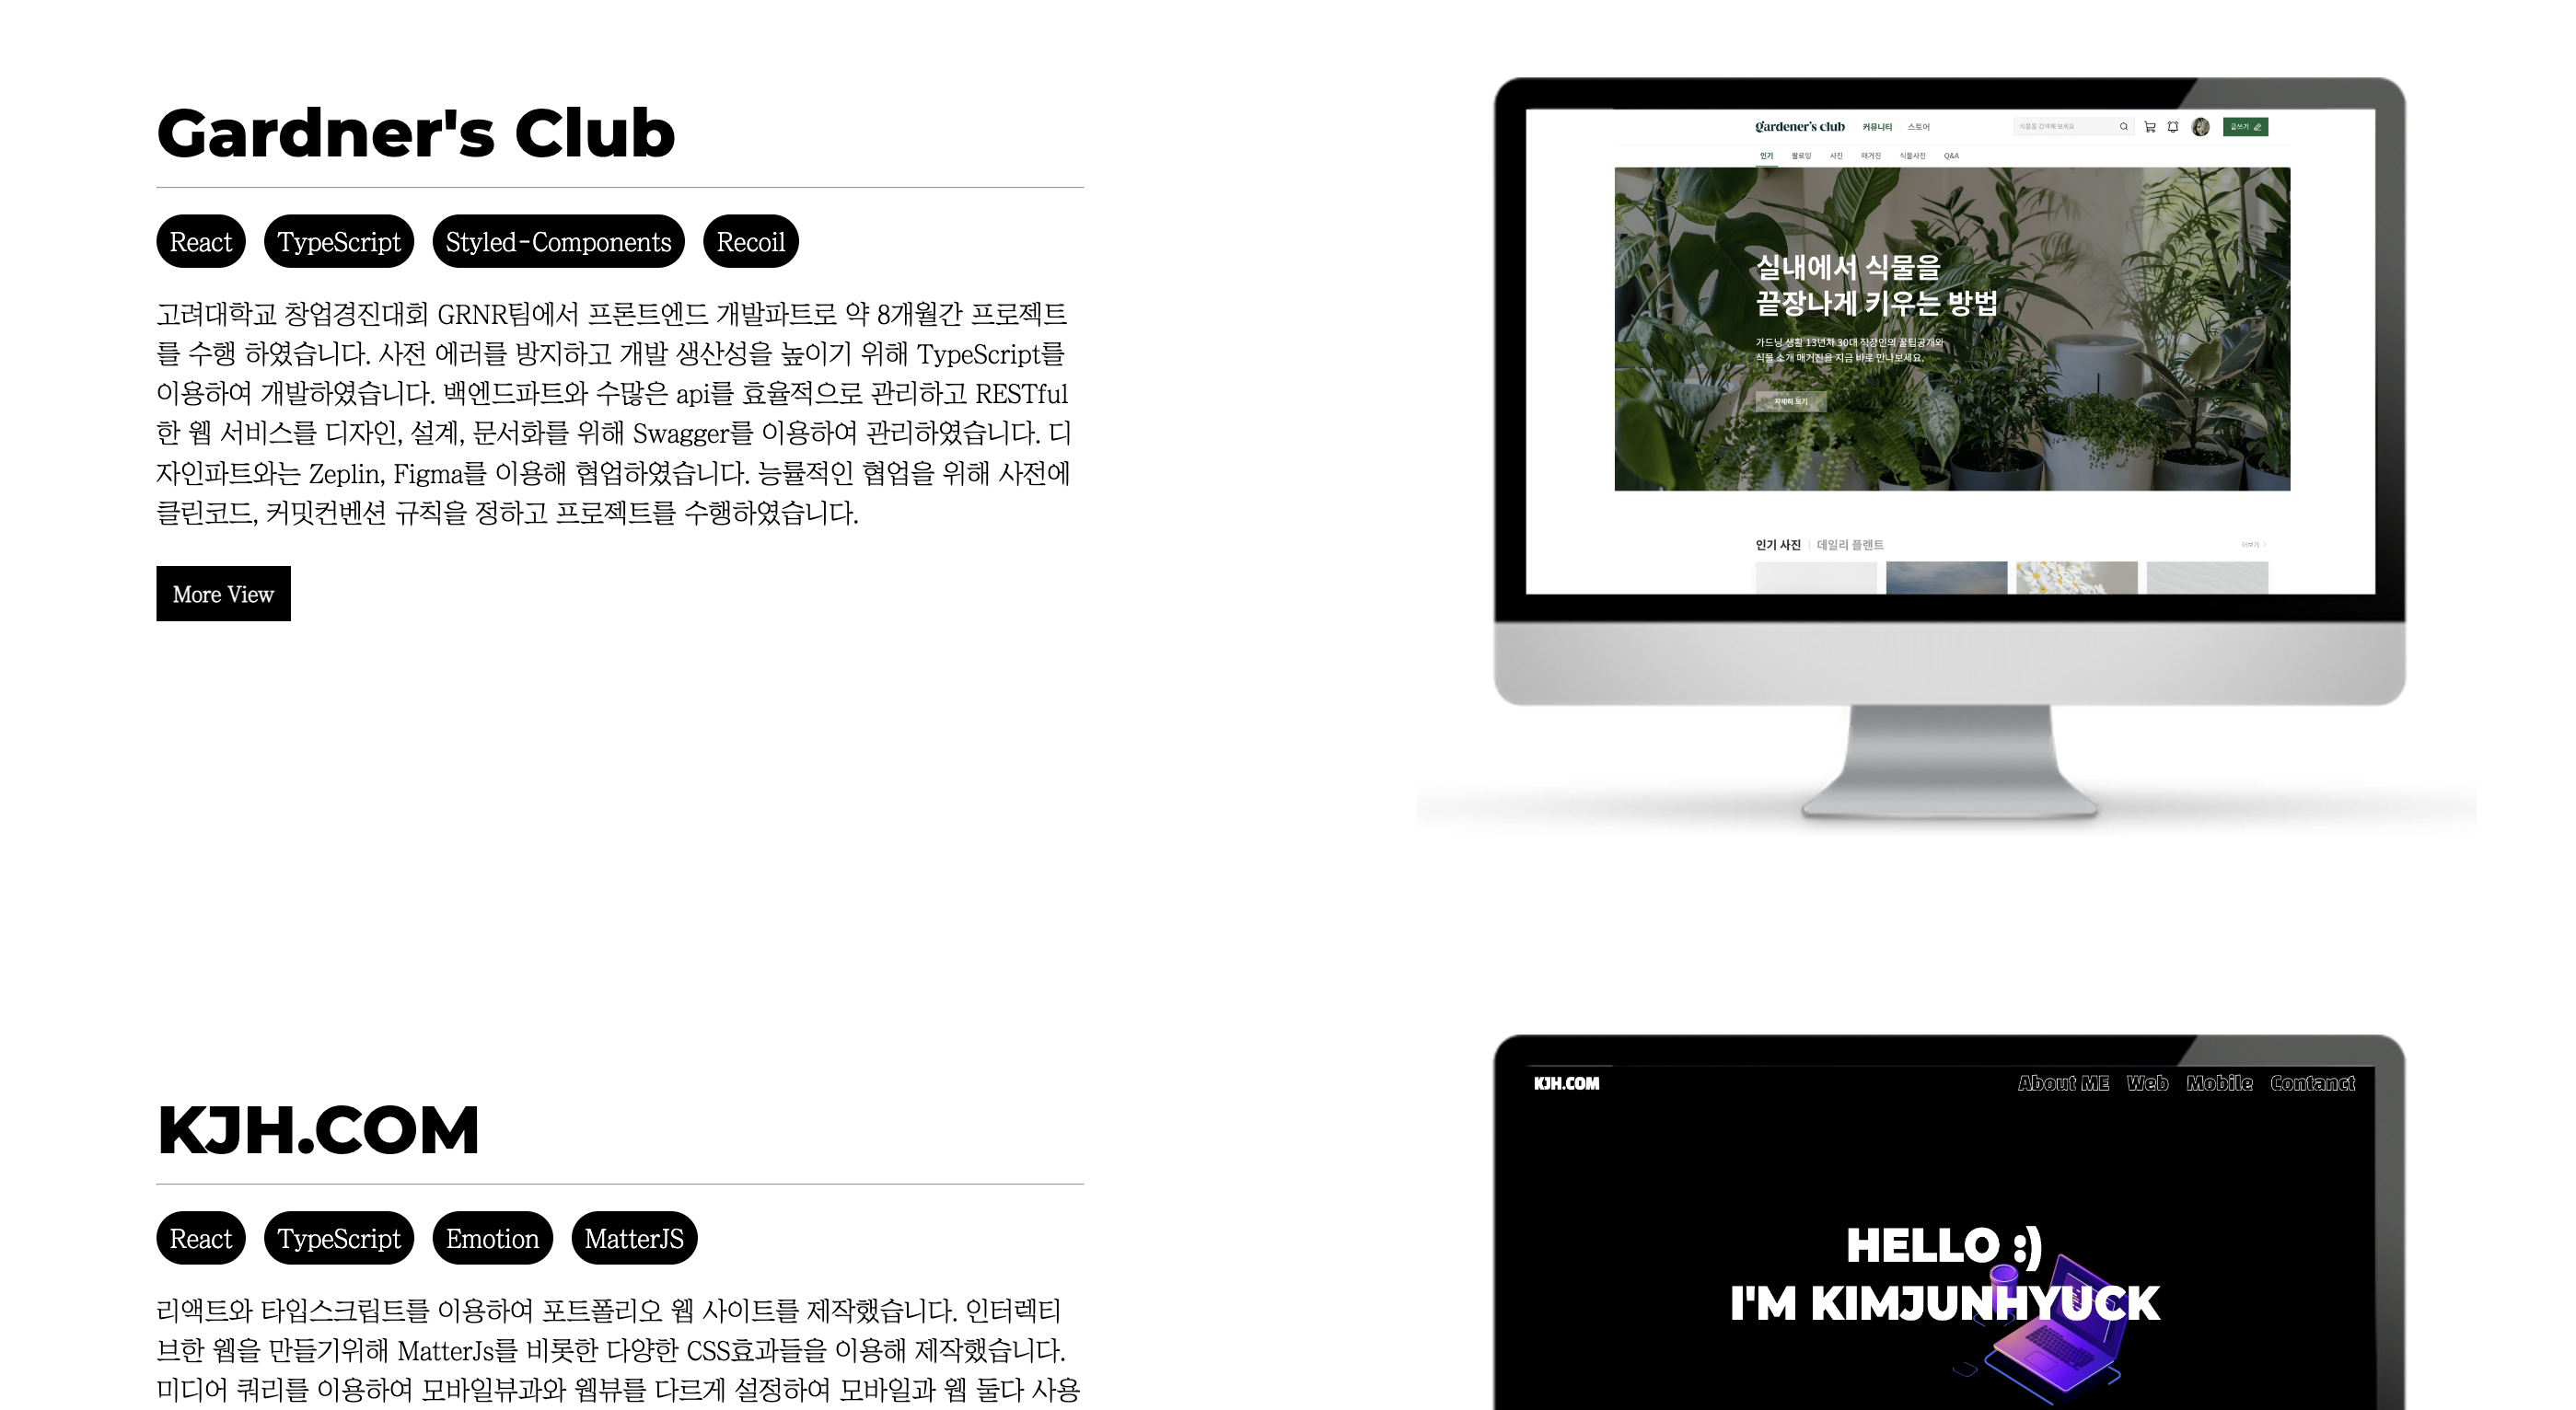 Gardner's Club
React TypeScript Styled-Components Recoil
고려대학교 창업경진대회 GRNR팀에서 프론트엔드 개발파트로 약 8개월간 프로젝트
를 수행 하였습니다. 사전 에러를 방지하고 개발 생산성을 높이기 위해 TypeScript를
이용하여 개발하였습니다. 백엔드파트와 수많은 api를 효율적으로 관리하고 RESTful
한 웹 서비스를 디자인, 설계, 문서화를 위해 Swagger를 이용하여 관리하였습니다. 디
자인파트와는 Zeplin, Figma를 이용해 협업하였습니다. 능률적인 협업을 위해 사전에
클린코드, 커밋컨벤션 규칙을 정하고 프로젝트를 수행하였습니다.
More View
gardener's club 커뮤니티 스토어 식물을 검색해 보세요 글쓰기
인기 팔로잉 사진 매거진 식물사진 Q&A
실내에서 식물을
끝장나게 키우는 방법
가드닝 생활 13년차 30대 직장인의 꿀팁공개와
식물 소개 매거진을 지금 바로 만나보세요.
자세히 보기
인기 사진 데일리 플랜트 더보기
KJH.COM
React TypeScript Emotion MatterJS
리액트와 타입스크립트를 이용하여 포트폴리오 웹 사이트를 제작했습니다. 인터렉티
브한 웹을 만들기위해 MatterJs를 비롯한 다양한 CSS효과들을 이용해 제작했습니다.
미디어 쿼리를 이용하여 모바일뷰과와 웹뷰를 다르게 설정하여 모바일과 웹 둘다 사용
KJH.COM About ME Web Mobile Contanct
HELLO :)
I'M KIMJUNHYUCK